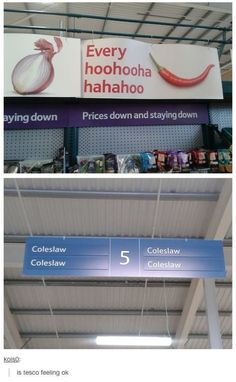 Every
hoohooha
hahahoo
aying down
Prices down and staying down
Coleslaw
Coleslaw
5
Coleslaw
Coleslaw
koisj0:
is tesco feeling ok